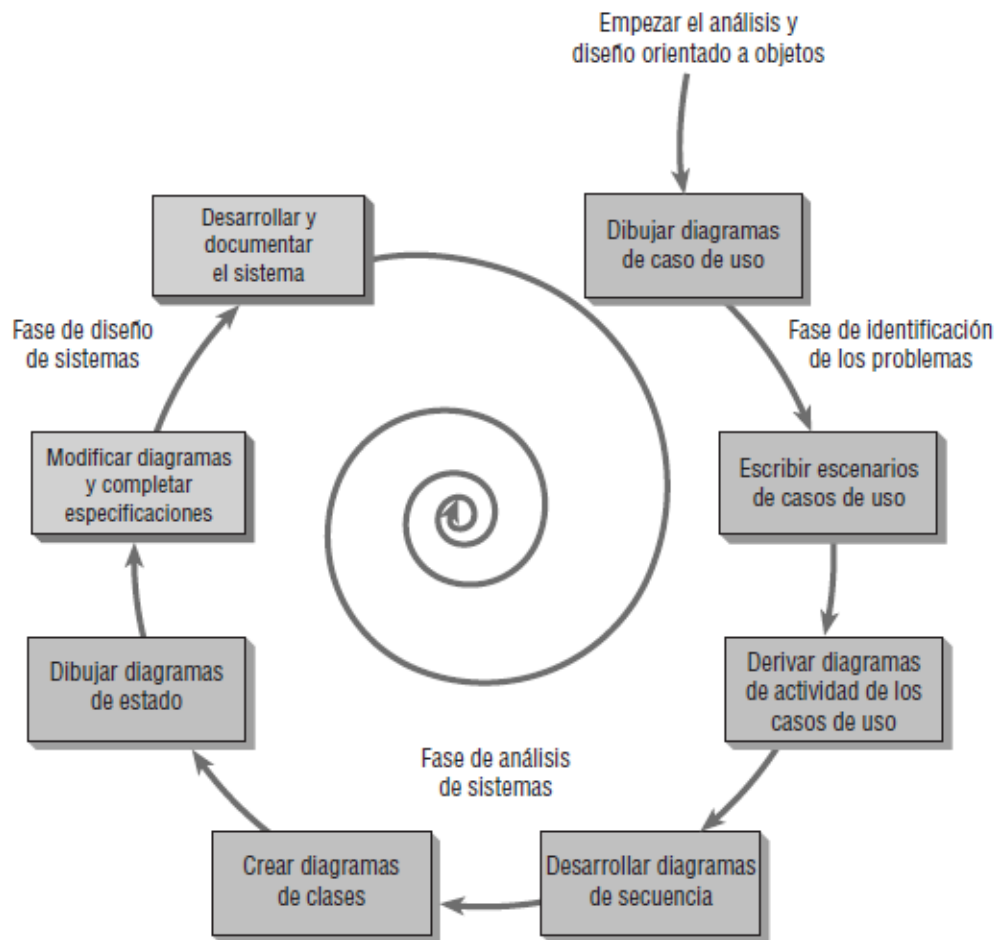 Empezar el análisis y
diseño orientado a objetos
Dibujar diagramas
de caso de uso
Fase de identificación
de los problemas
Escribir escenarios
de casos de uso
Derivar diagramas
de actividad de los
casos de uso
Desarrollar diagramas
de secuencia
Fase de análisis
de sistemas
Crear diagramas
de clases
Dibujar diagramas
de estado
Modificar diagramas
y completar
especificaciones
Fase de diseño
de sistemas
Desarrollar y
documentar
el sistema